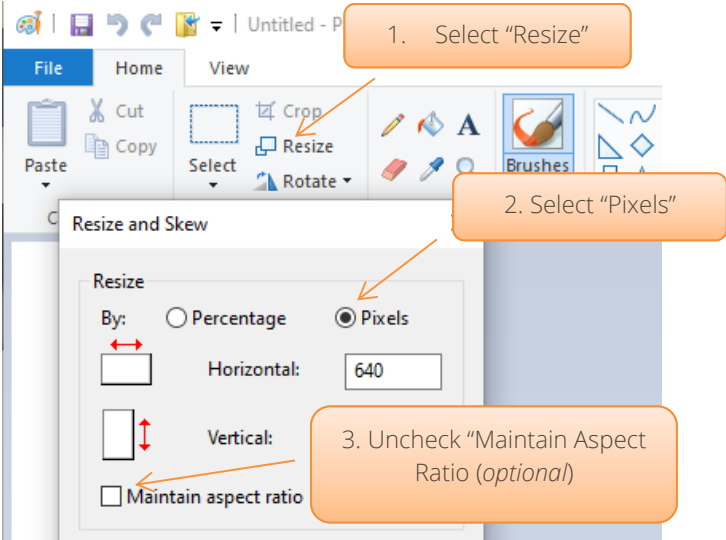 Untitled - P
1. Select “Resize”
File Home View
Cut
Copy
Paste
Select
Crop
Resize
Rotate
A
Brushes
C
2. Select “Pixels”
Resize and Skew
Resize
By: Percentage Pixels
Horizontal: 640
Vertical:
3. Uncheck “Maintain Aspect
Ratio (optional)
Maintain aspect ratio